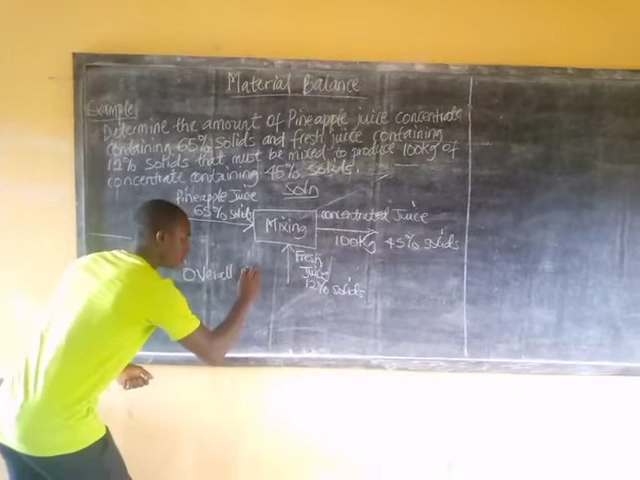 Material Balance
Example
Determine the amount of Pineapple juice concentrate
containing 65% Solids and fresh juice containing
12% Solids that must be mixed to produce 100kg of
concentrate containing 45% solids.
Soln
Pineapple Juice
65% solids
Mixing
concentrated Juice
100Kg 45% solids
Fresh
Juice
12% solids
Overall